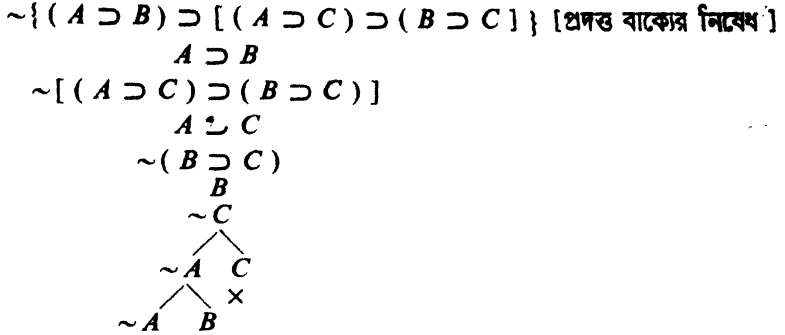 ~{ ( A ⊃ B ) ⊃ [ ( A ⊃ C ) ⊃ ( B ⊃ C ] } [প্রদত্ত বাক্যের নিষেধ ]
A ⊃ B
~[ ( A ⊃ C ) ⊃ ( B ⊃ C ) ]
A ⊃ C
~( B ⊃ C )
B
~ C
~ A C
×
~ A B